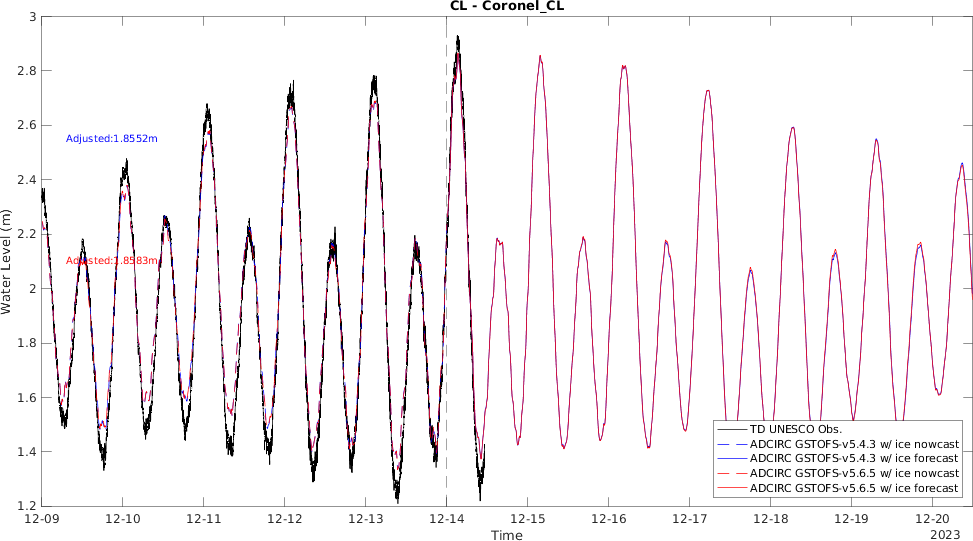 CL - Coronel_CL
Water Level (m)
3
2.8
2.6
2.4
2.2
2
1.8
1.6
1.4
1.2
Adjusted:1.8552m
Adjusted:1.8583m
TD UNESCO Obs.
ADCIRC GSTOFS-v5.4.3 w/ ice nowcast
ADCIRC GSTOFS-v5.4.3 w/ ice forecast
ADCIRC GSTOFS-v5.6.5 w/ ice nowcast
ADCIRC GSTOFS-v5.6.5 w/ ice forecast
12-09 12-10 12-11 12-12 12-13 12-14 12-15 12-16 12-17 12-18 12-19 12-20
2023
Time